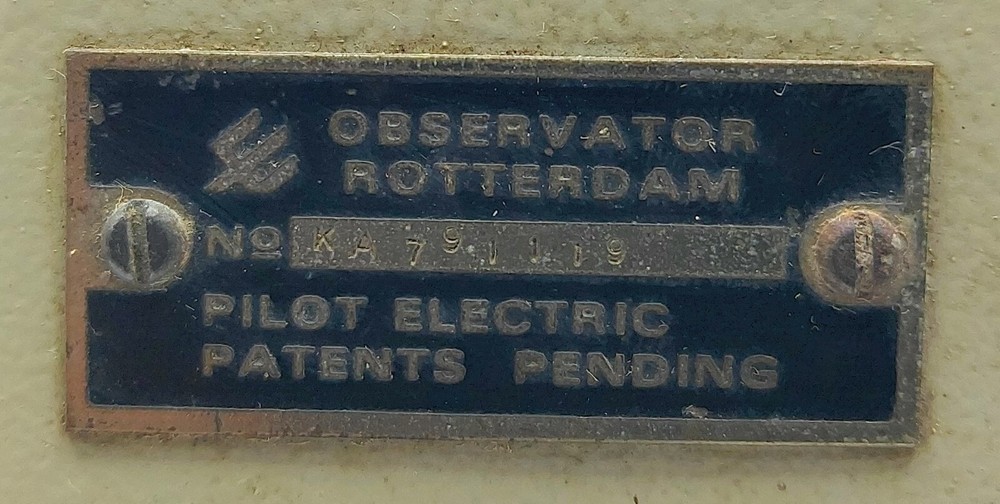 OBSERVATOR
ROTTERDAM
No KA 791119
PILOT ELECTRIC
PATENTS PENDING